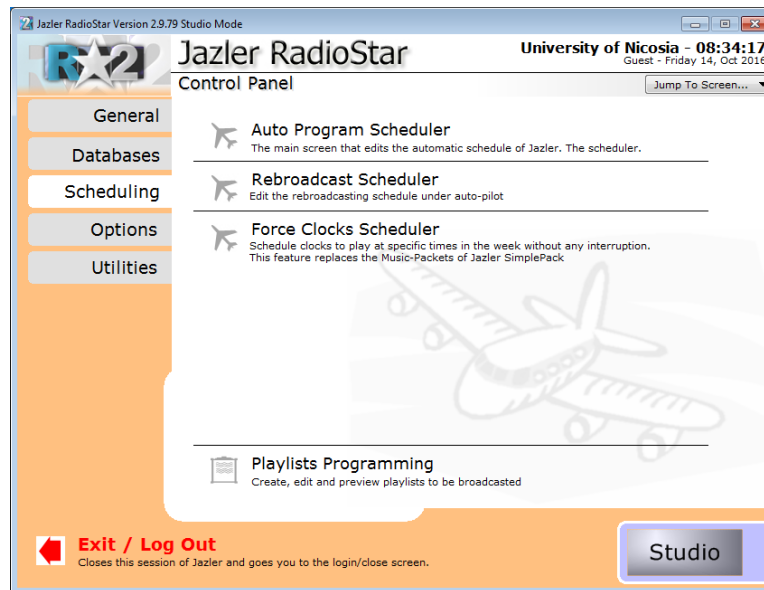 Jazler RadioStar Version 2.9.79 Studio Mode
R 2
Jazler RadioStar
University of Nicosia - 08:34:17
Guest - Friday 14, Oct 2016
Control Panel
Jump To Screen...
General
Databases
Scheduling
Options
Utilities
Auto Program Scheduler
The main screen that edits the automatic schedule of Jazler. The scheduler.
Rebroadcast Scheduler
Edit the rebroadcasting schedule under auto-pilot
Force Clocks Scheduler
Schedule clocks to play at specific times in the week without any interruption.
This feature replaces the Music-Packets of Jazler SimplePack
Playlists Programming
Create, edit and preview playlists to be broadcasted
Exit / Log Out
Closes this session of Jazler and goes you to the login/close screen.
Studio